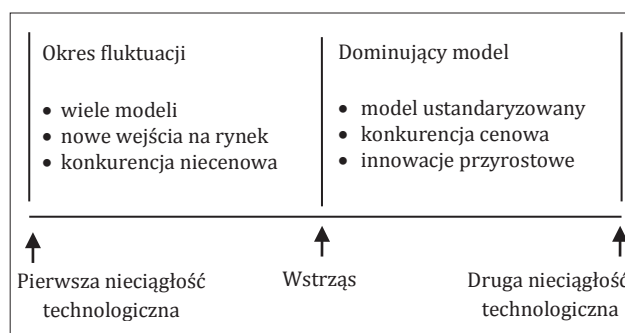 Okres fluktuacji
• wiele modeli
• nowe wejścia na rynek
• konkurencja niecenowa
Dominujący model
• model ustandaryzowany
• konkurencja cenowa
• innowacje przyrostowe
Pierwsza nieciągłość
technologiczna
Wstrząs
Druga nieciągłość
technologiczna